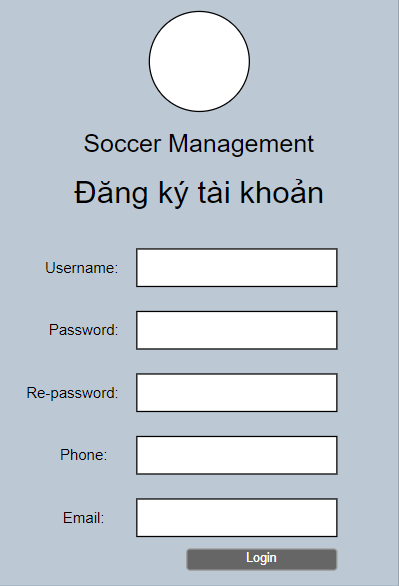 Soccer Management
Đăng ký tài khoản
Username:
Password:
Re-password:
Phone:
Email:
Login